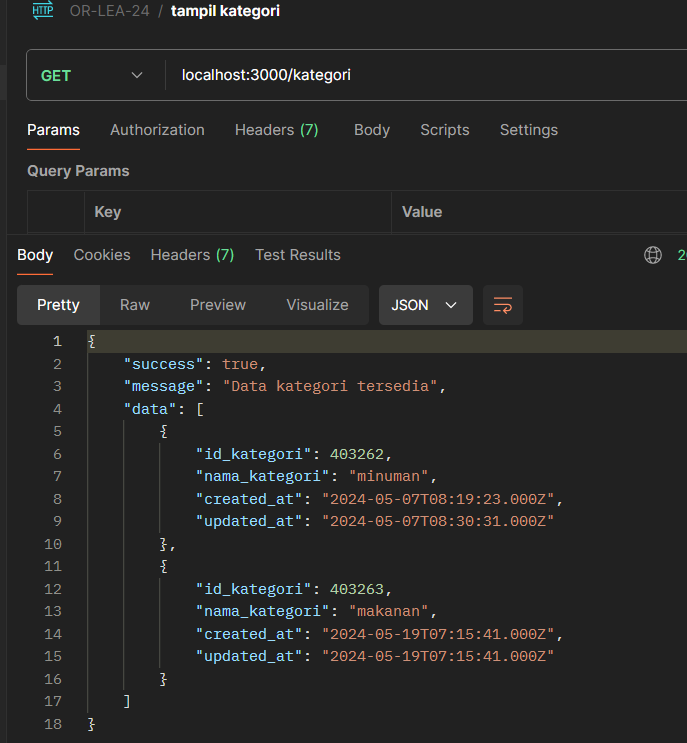 HTTP OR-LEA-24 / tampil kategori
GET localhost:3000/kategori
Params Authorization Headers (7) Body Scripts Settings
Query Params
Key Value
Body Cookies Headers (7) Test Results
Pretty Raw Preview Visualize JSON
1 {
2 "success": true,
3 "message": "Data kategori tersedia",
4 "data": [
5 {
6 "id_kategori": 403262,
7 "nama_kategori": "minuman",
8 "created_at": "2024-05-07T08:19:23.000Z",
9 "updated_at": "2024-05-07T08:30:31.000Z"
10 },
11 {
12 "id_kategori": 403263,
13 "nama_kategori": "makanan",
14 "created_at": "2024-05-19T07:15:41.000Z",
15 "updated_at": "2024-05-19T07:15:41.000Z"
16 }
17 ]
18 }